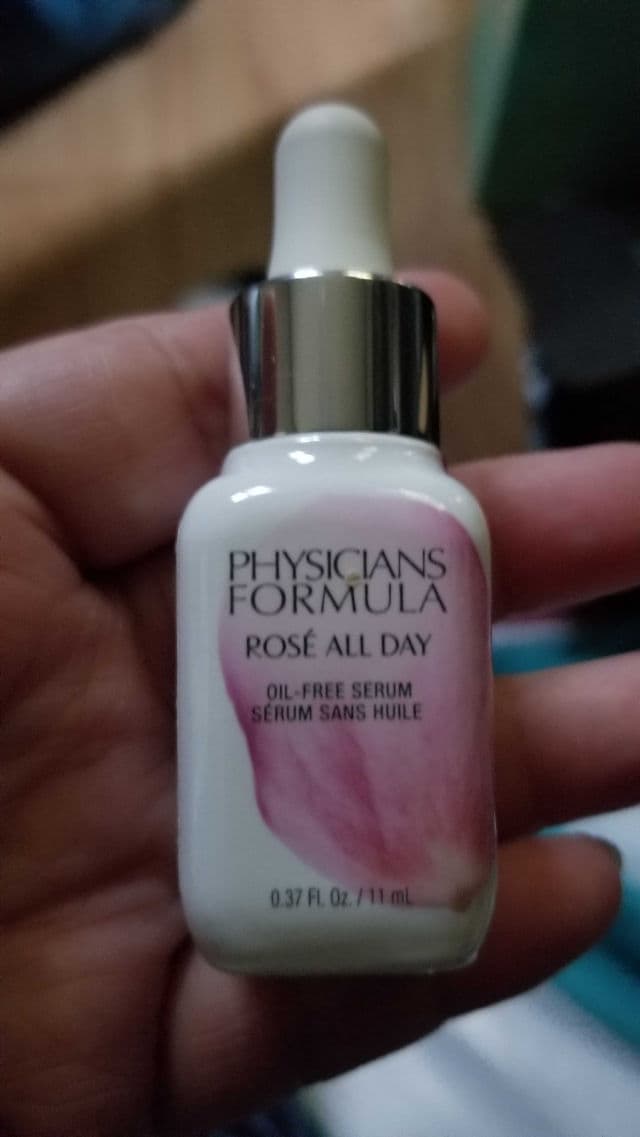 PHYSICIANS
FORMULA
ROSÉ ALL DAY
OIL-FREE SERUM
SÉRUM SANS HUILE
0.37 Fl. Oz. / 11 mL